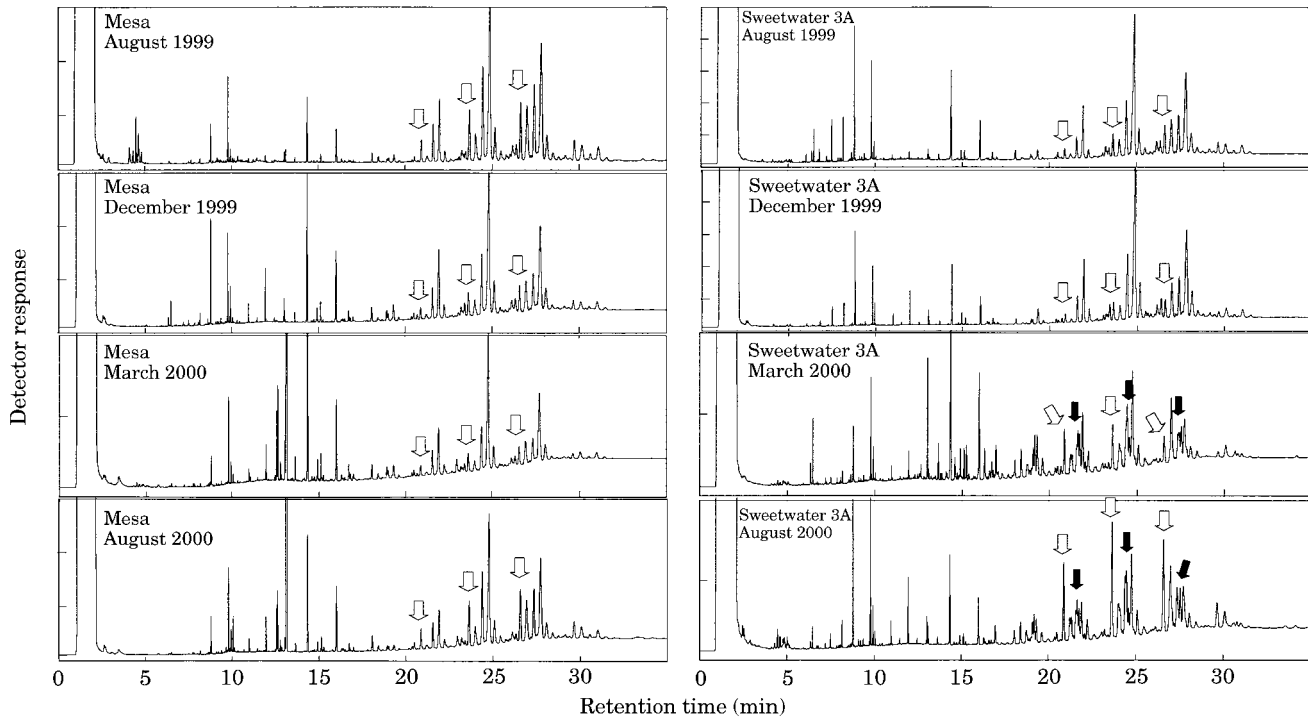 Mesa
August 1999
Sweetwater 3A
August 1999
Mesa
December 1999
Sweetwater 3A
December 1999
Mesa
March 2000
Sweetwater 3A
March 2000
Mesa
August 2000
Sweetwater 3A
August 2000
Detector response
0 5 10 15 20 25 30
0 5 10 15 20 25 30
Retention time (min)